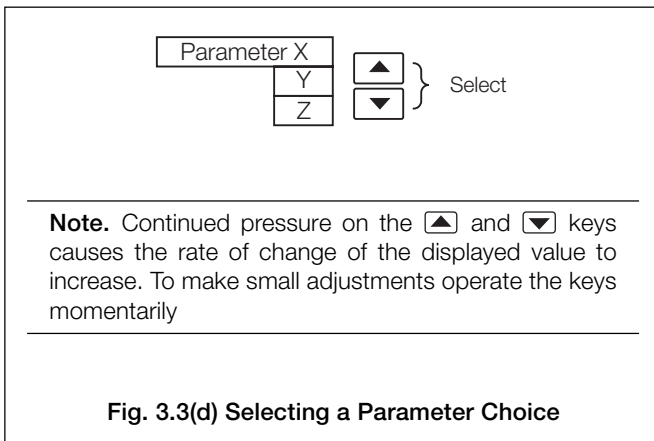 Parameter X
Y
Z
▲
▼
Select
Note. Continued pressure on the ▲ and ▼ keys
causes the rate of change of the displayed value to
increase. To make small adjustments operate the keys
momentarily
Fig. 3.3(d) Selecting a Parameter Choice